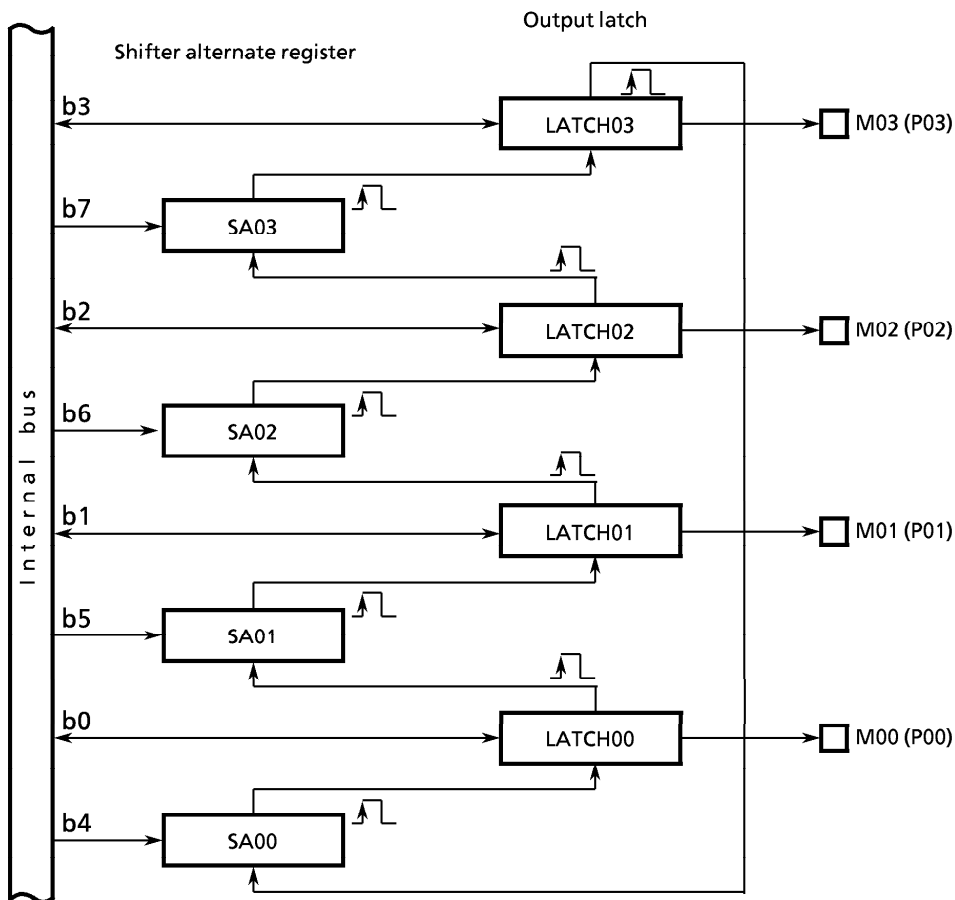 Output latch
Shifter alternate register
b3
LATCH03
M03 (P03)
b7
SA03
b2
LATCH02
M02 (P02)
b6
SA02
Internal bus
b1
LATCH01
M01 (P01)
b5
SA01
b0
LATCH00
M00 (P00)
b4
SA00